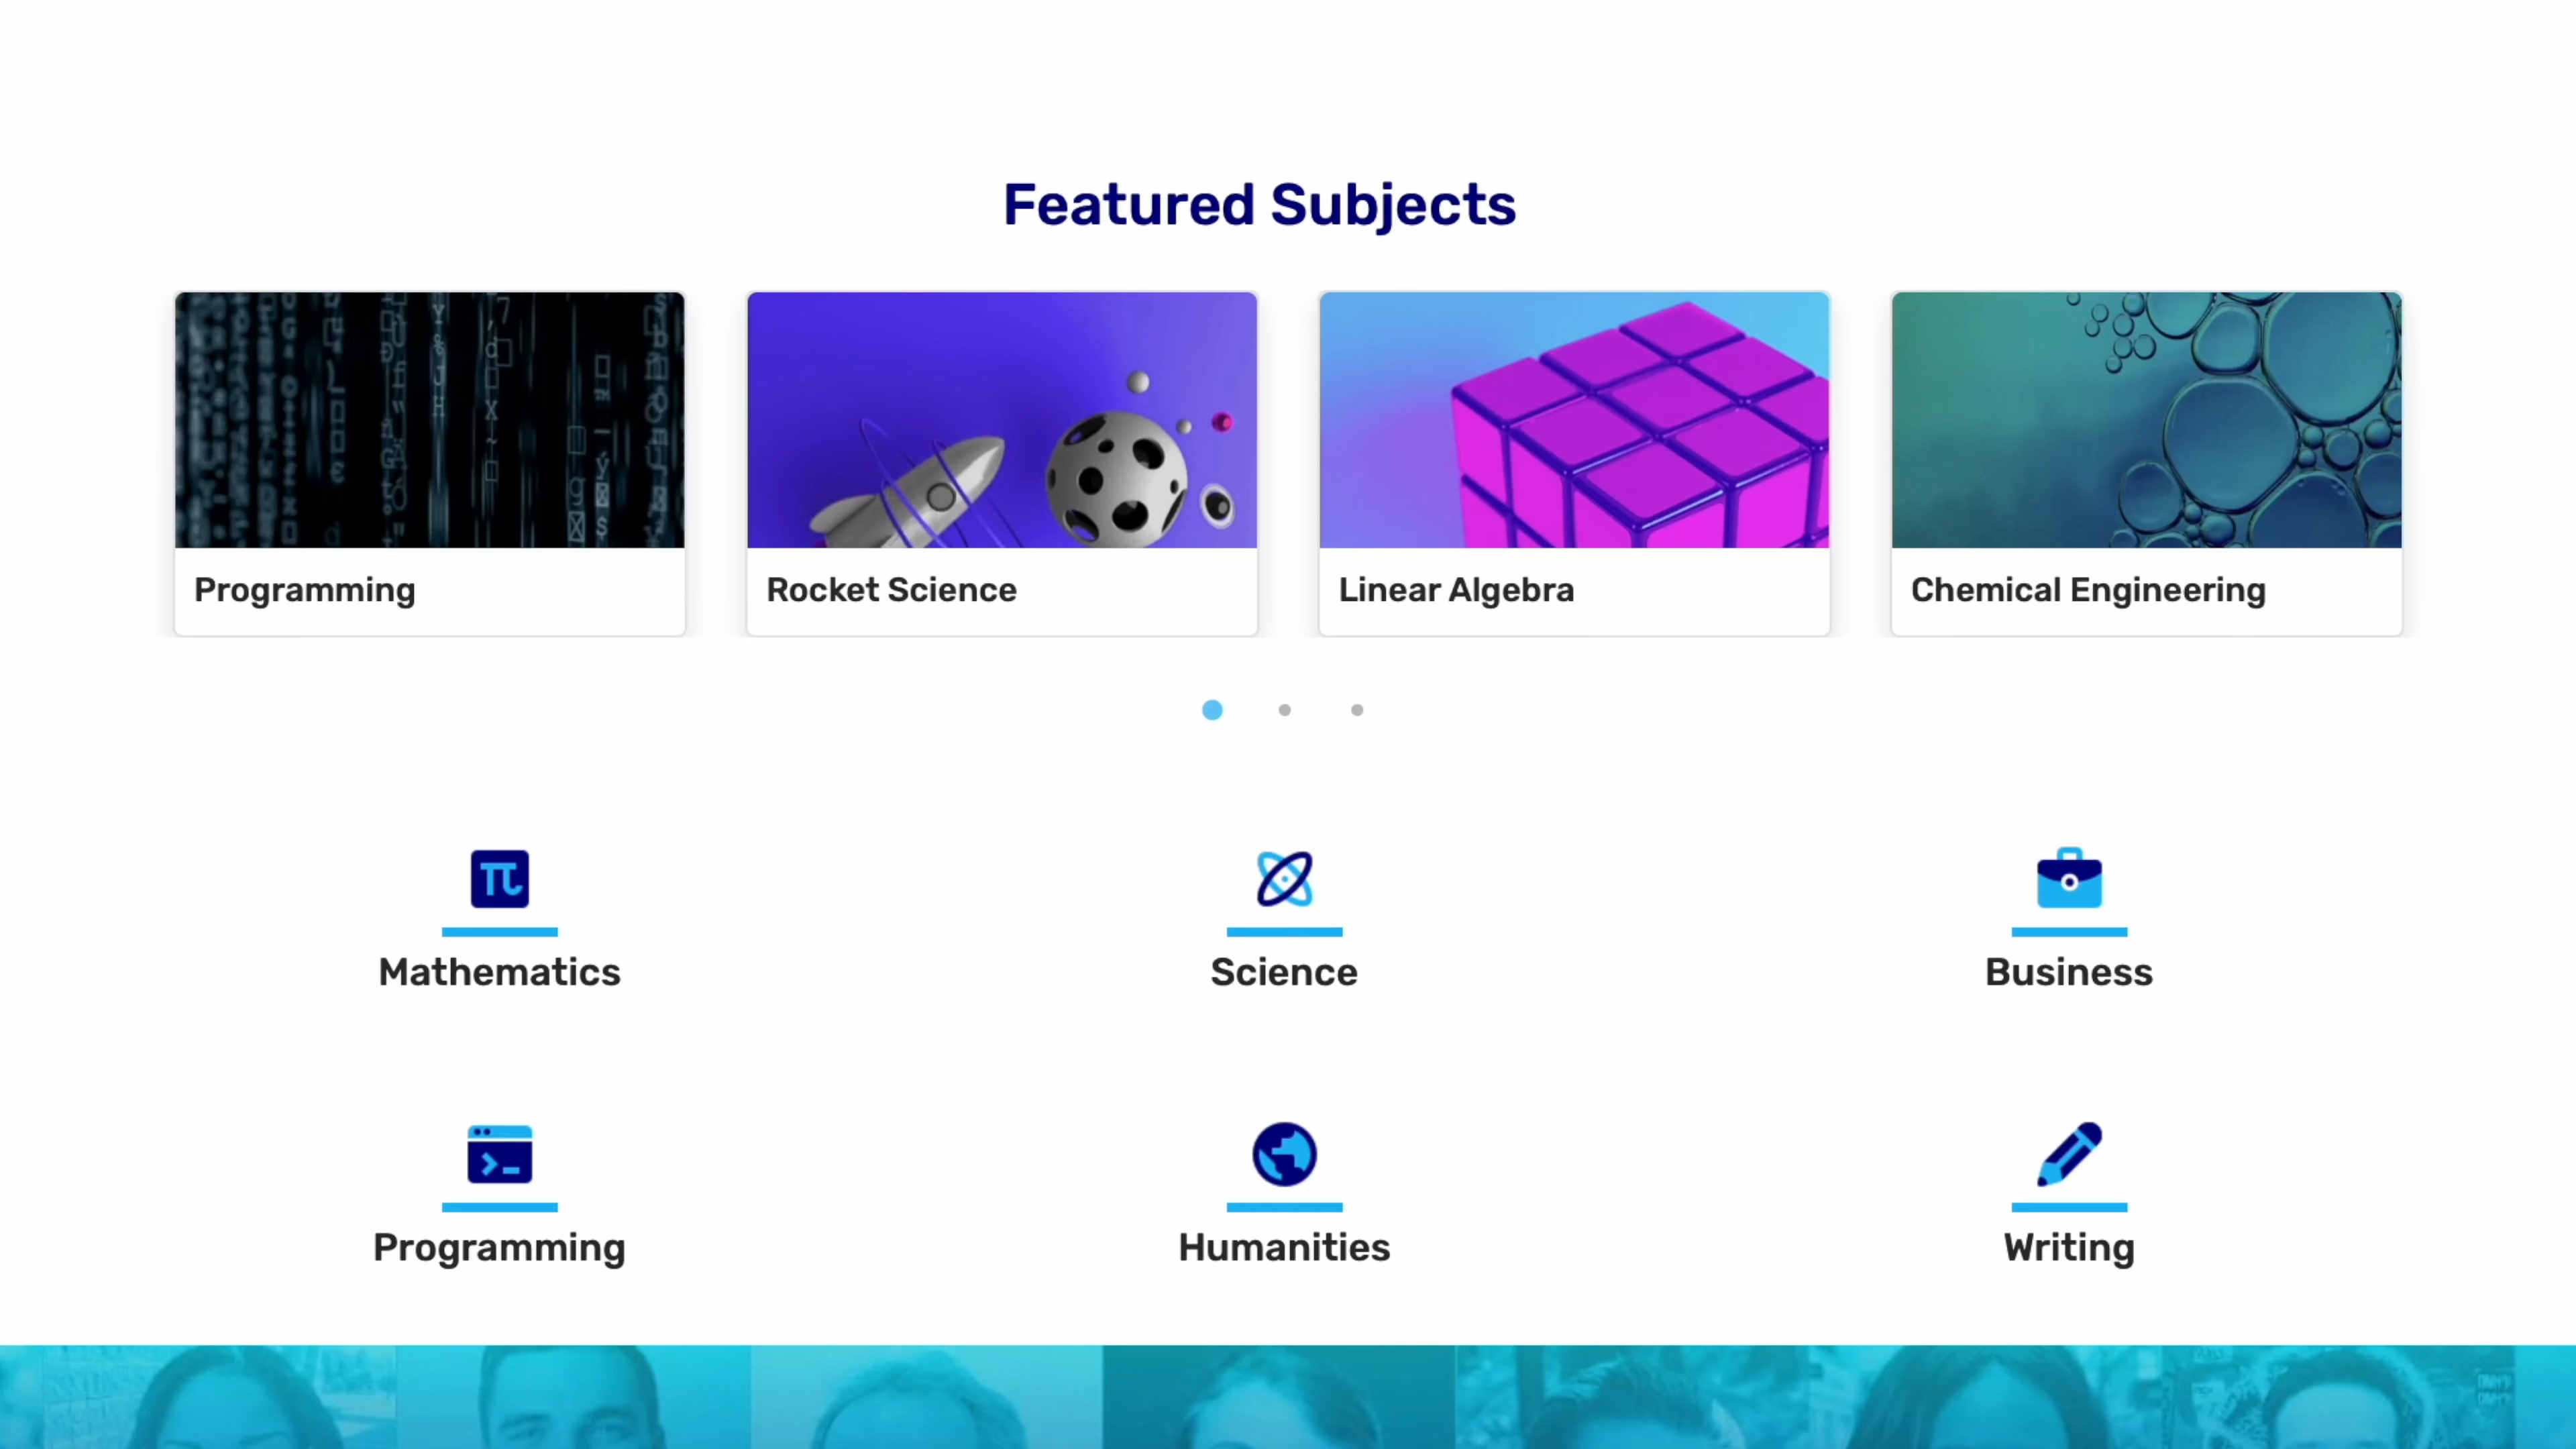 Featured Subjects
Programming
Rocket Science
Linear Algebra
Chemical Engineering
Mathematics
Science
Business
Programming
Humanities
Writing